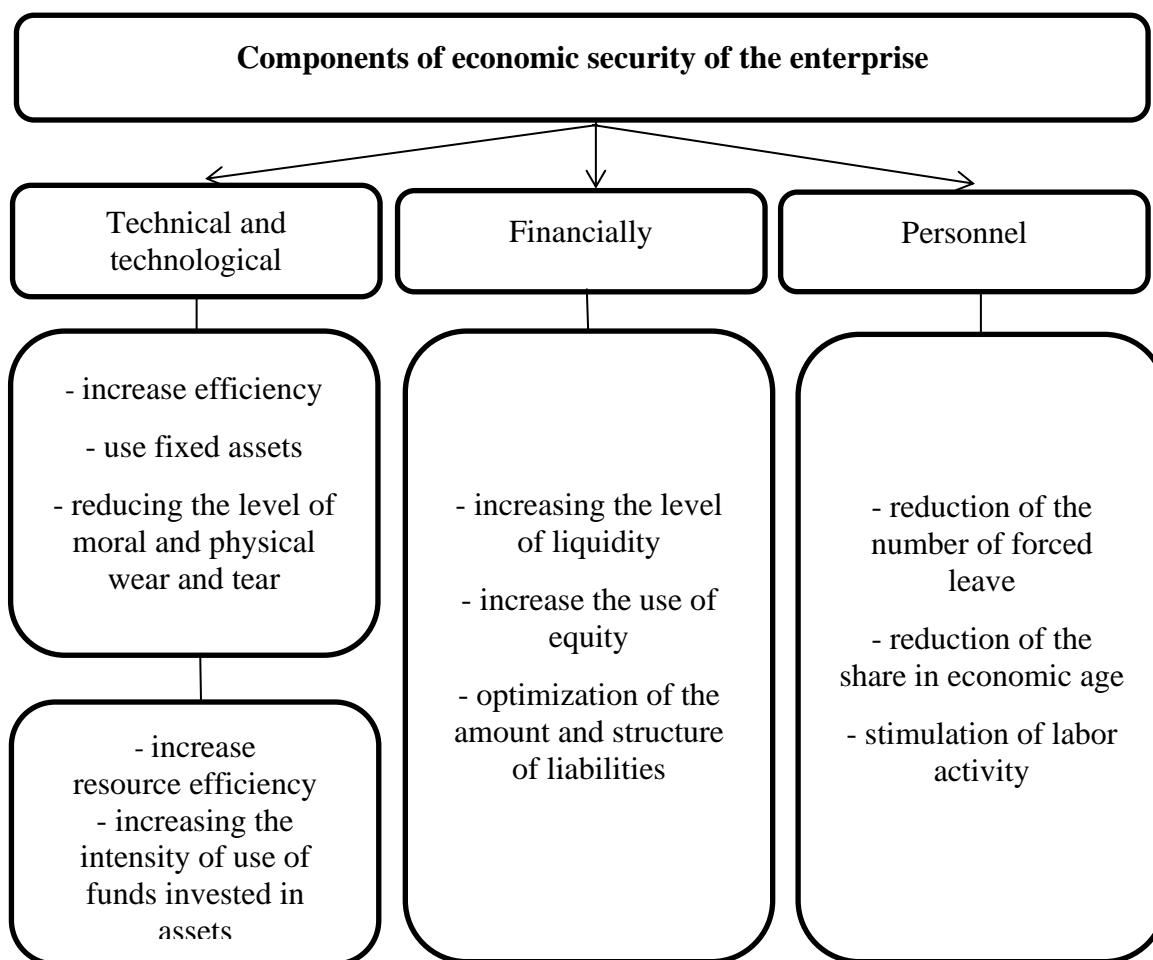 Components of economic security of the enterprise
Technical and
technological
Financially
Personnel
- increase efficiency
- use fixed assets
- reducing the level of
moral and physical
wear and tear
- increase
resource efficiency
- increasing the
intensity of use of
funds invested in
assets
- increasing the level
of liquidity
- increase the use of
equity
- optimization of the
amount and structure
of liabilities
- reduction of the
number of forced
leave
- reduction of the
share in economic age
- stimulation of labor
activity